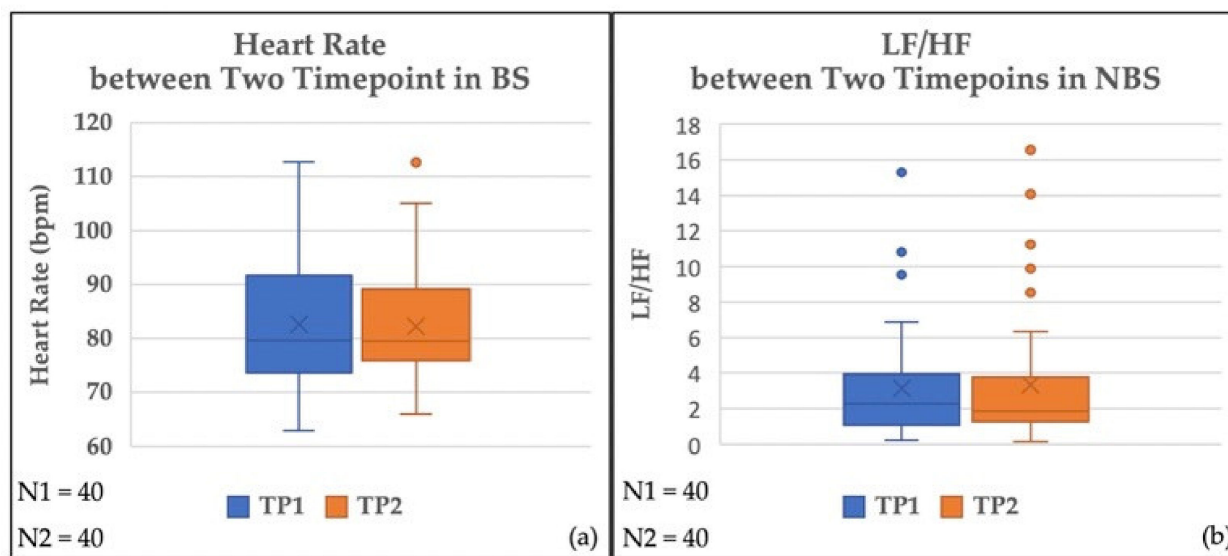 Heart Rate
between Two Timepoint in BS
120
110
100
90
80
70
60
Heart Rate (bpm)
N1 = 40
TP1 TP2
N2 = 40
(a)
LF/HF
between Two Timepoins in NBS
18
16
14
12
10
8
6
4
2
0
LF/HF
N1 = 40
TP1 TP2
N2 = 40
(b)